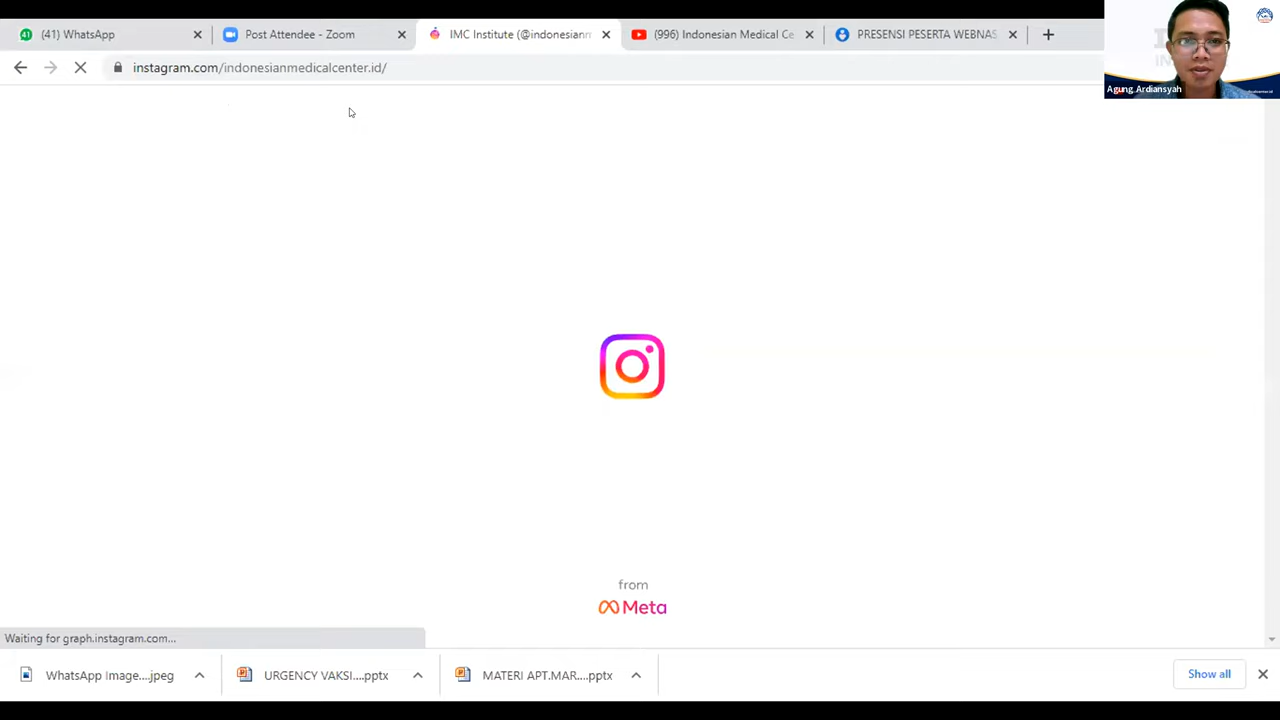 (41) WhatsApp
Post Attendee - Zoom
IMC Institute (@indonesianm
(996) Indonesian Medical Ce
PRESENSI PESERTA WEBNAS
instagram.com/indonesianmedicalcenter.id/
Agung Ardiansyah
from
Meta
Waiting for graph.instagram.com...
WhatsApp Image....jpeg
URGENCY VAKSI....pptx
MATERI APT.MAR....pptx
Show all